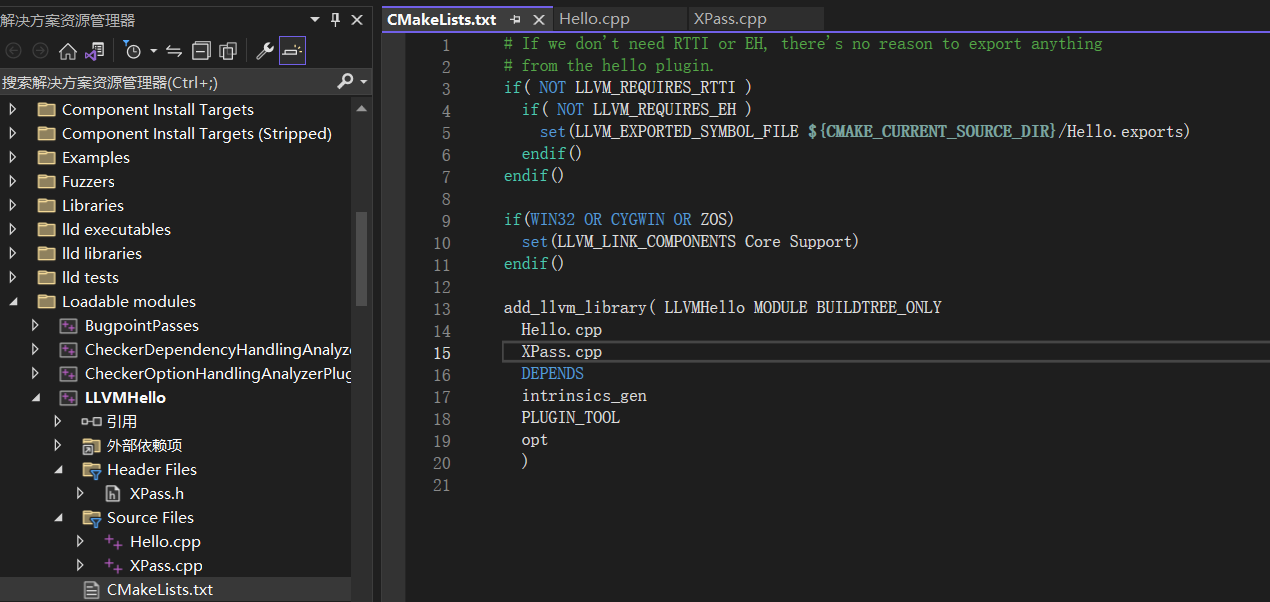 解决方案资源管理器
搜索解决方案资源管理器(Ctrl+;)
Component Install Targets
Component Install Targets (Stripped)
Examples
Fuzzers
Libraries
lld executables
lld libraries
lld tests
Loadable modules
BugpointPasses
CheckerDependencyHandlingAnalyze
CheckerOptionHandlingAnalyzerPlug
LLVMHello
引用
外部依赖项
Header Files
XPass.h
Source Files
Hello.cpp
XPass.cpp
CMakeLists.txt
CMakeLists.txt Hello.cpp XPass.cpp
1 # If we don't need RTTI or EH, there's no reason to export anything
2 # from the hello plugin.
3 if( NOT LLVM_REQUIRES_RTTI )
4 if( NOT LLVM_REQUIRES_EH )
5 set(LLVM_EXPORTED_SYMBOL_FILE ${CMAKE_CURRENT_SOURCE_DIR}/Hello.exports)
6 endif()
7 endif()
8
9 if(WIN32 OR CYGWIN OR ZOS)
10 set(LLVM_LINK_COMPONENTS Core Support)
11 endif()
12
13 add_llvm_library( LLVMHello MODULE BUILDTREE_ONLY
14 Hello.cpp
15 XPass.cpp
16 DEPENDS
17 intrinsics_gen
18 PLUGIN_TOOL
19 opt
20 )
21